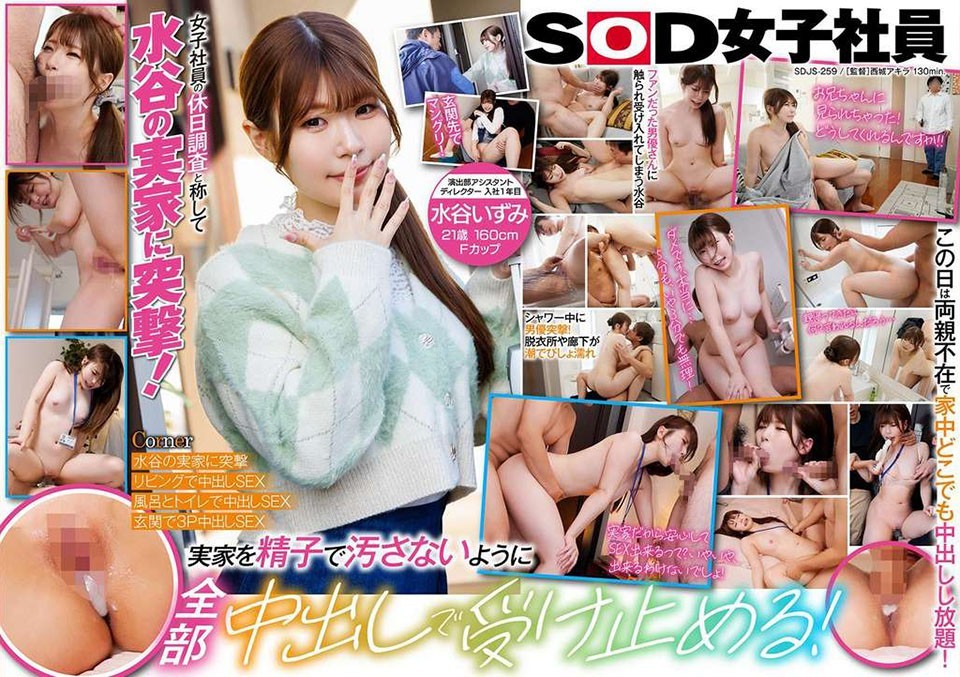 SOD女子社員
SDJS-259 / [監督]西城アキラ 130min.
女子社員の休日調査と称して
水谷の実家に突撃!
玄関先で
マングリ!
演出部アシスタント
ディレクター 入社1年目
水谷いずみ
21歳 160cm
Fカップ
ファンだった男優さんに
触られ受け入れてしまう水谷
お兄ちゃんに
見られちゃった!
どうしてくれるんですか!!!
シャワー中に
男優突撃!
脱衣所や廊下が
潮でびしょ濡れ
この日は両親不在で家中どこでも中出しし放題!
Corner
水谷の実家に突撃
リビングで中出しSEX
風呂とトイレで中出しSEX
玄関で3P中出しSEX
実家だから安心して
SEX出来るって??いやいや
出来るわけないでしょ!
実家を精子で汚さないように
全部中出しで受け止める!